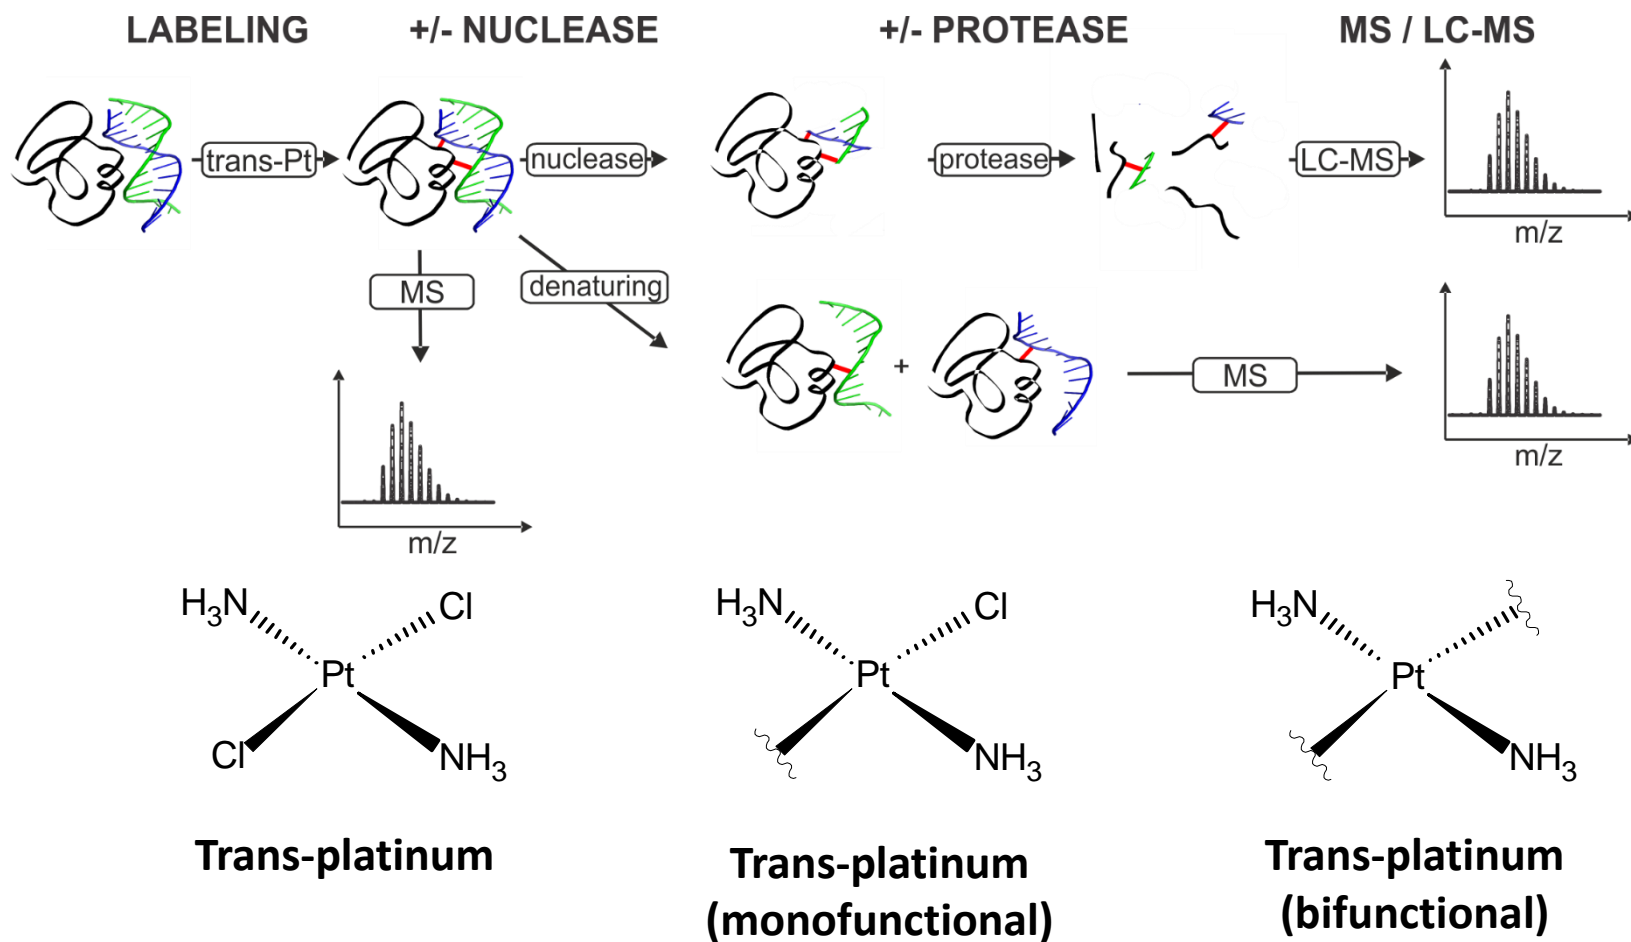 LABELING
+/- NUCLEASE
+/- PROTEASE
MS / LC-MS
trans-Pt
nuclease
protease
LC-MS
m/z
MS
denaturing
+
MS
m/z
m/z
H3N
Cl
Pt
Cl
NH3
H3N
Cl
Pt
NH3
H3N
Pt
NH3
Trans-platinum
Trans-platinum
(monofunctional)
Trans-platinum
(bifunctional)